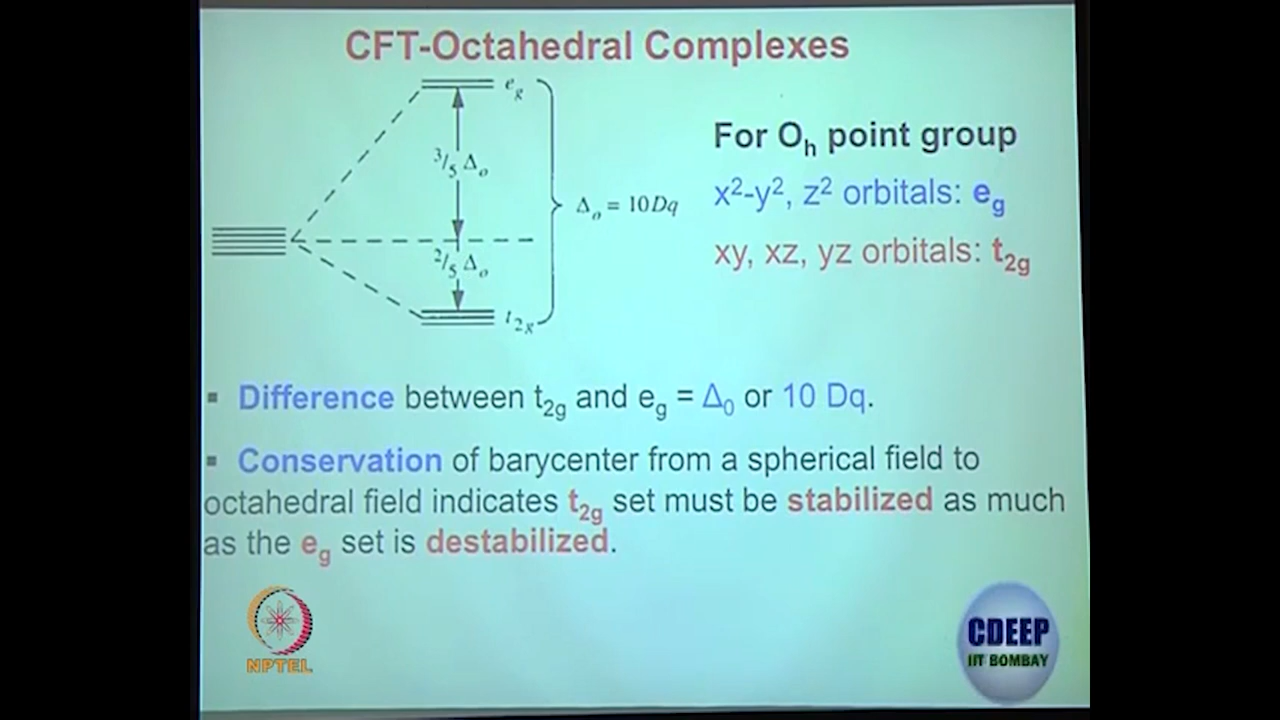 CFT-Octahedral Complexes
e_g
3/5 Δ_o
Δ_o = 10Dq
2/5 Δ_o
t_2g
For O_h point group
x²-y², z² orbitals: e_g
xy, xz, yz orbitals: t_2g
▪ Difference between t_2g and e_g = Δ_0 or 10 Dq.
▪ Conservation of barycenter from a spherical field to
octahedral field indicates t_2g set must be stabilized as much
as the e_g set is destabilized.
NPTEL
CDEEP
IIT BOMBAY